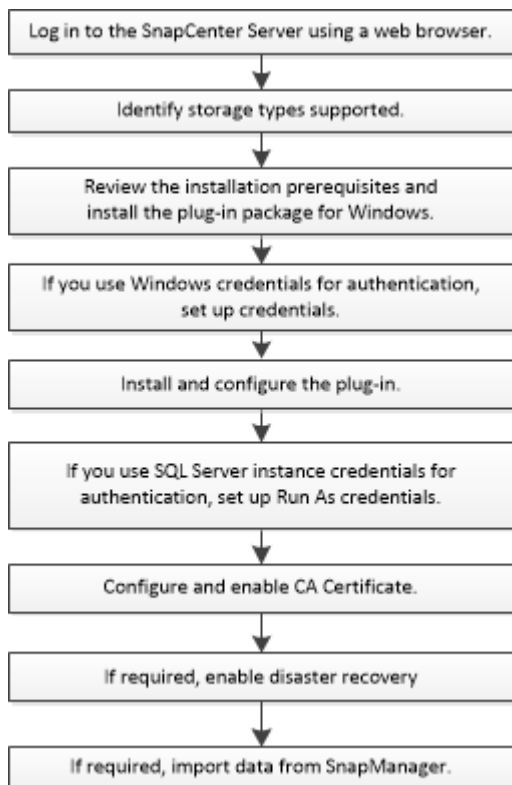 Log in to the SnapCenter Server using a web browser.
Identify storage types supported.
Review the installation prerequisites and
install the plug-in package for Windows.
If you use Windows credentials for authentication,
set up credentials.
Install and configure the plug-in.
If you use SQL Server instance credentials for
authentication, set up Run As credentials.
Configure and enable CA Certificate.
If required, enable disaster recovery
If required, import data from SnapManager.